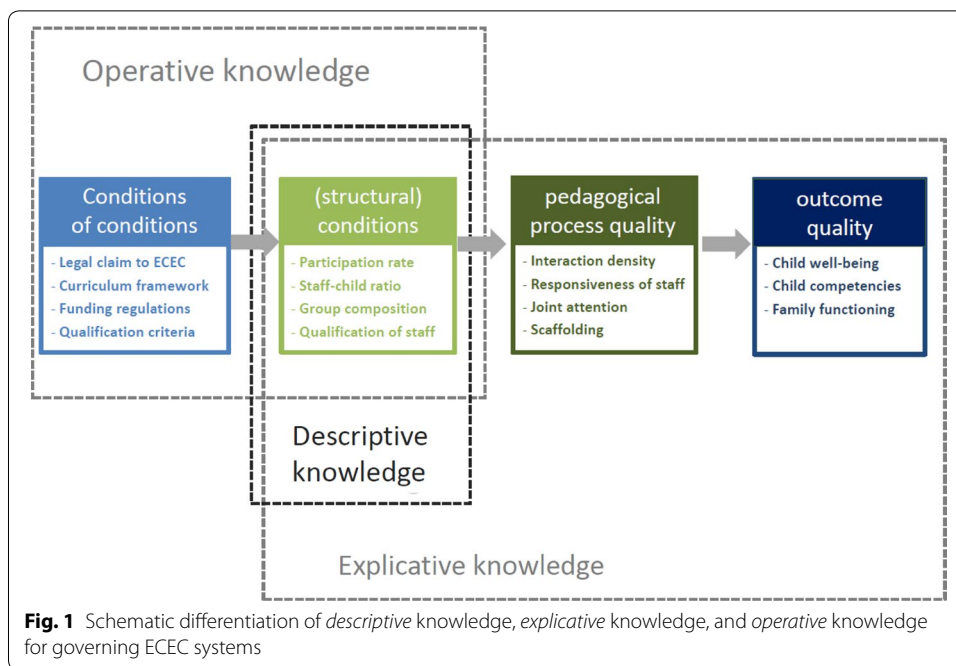 Operative knowledge
Conditions
of conditions
- Legal claim to ECEC
- Curriculum framework
- Funding regulations
- Qualification criteria
(structural)
conditions
- Participation rate
- Staff-child ratio
- Group composition
- Qualification of staff
pedagogical
process quality
- Interaction density
- Responsiveness of staff
- Joint attention
- Scaffolding
outcome
quality
- Child well-being
- Child competencies
- Family functioning
Descriptive
knowledge
Explicative knowledge
Fig. 1 Schematic differentiation of descriptive knowledge, explicative knowledge, and operative knowledge
for governing ECEC systems